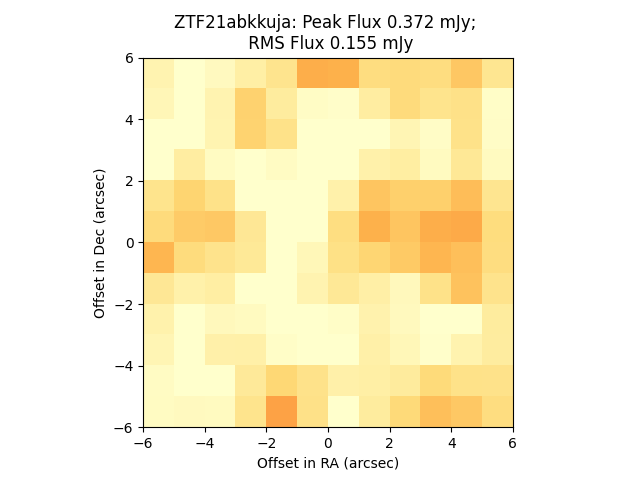 ZTF21abkkuja: Peak Flux 0.372 mJy;
RMS Flux 0.155 mJy
6
4
2
0
−2
−4
−6
Offset in Dec (arcsec)
−6 −4 −2 0 2 4 6
Offset in RA (arcsec)